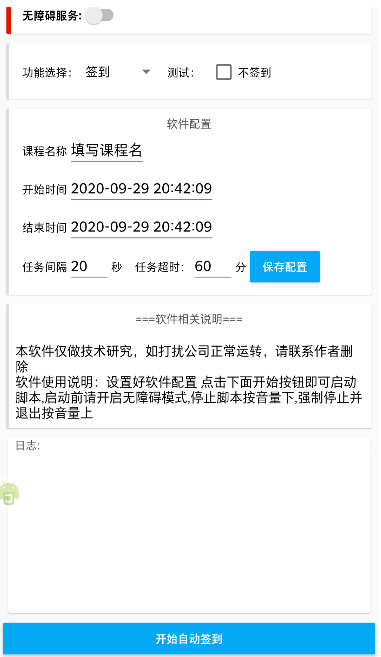 无障碍服务:
功能选择： 签到 测试： 不签到
软件配置
课程名称 填写课程名
开始时间 2020-09-29 20:42:09
结束时间 2020-09-29 20:42:09
任务间隔 20 秒 任务超时： 60 分 保存配置
===软件相关说明===
本软件仅做技术研究，如打扰公司正常运转，请联系作者删
除
软件使用说明：设置好软件配置 点击下面开始按钮即可启动
脚本,启动前请开启无障碍模式,停止脚本按音量下,强制停止并
退出按音量上
日志:
开始自动签到